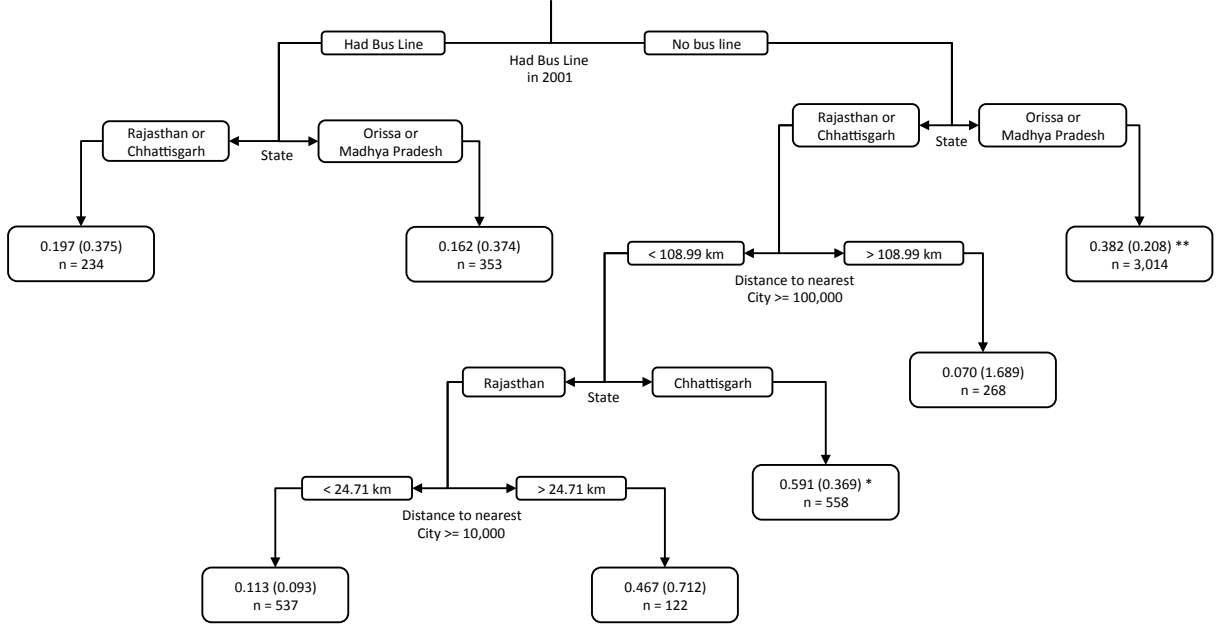 Had Bus Line
No bus line
Had Bus Line
in 2001
Rajasthan or
Chhattisgarh
State
Orissa or
Madhya Pradesh
Rajasthan or
Chhattisgarh
State
Orissa or
Madhya Pradesh
0.197 (0.375)
n = 234
0.162 (0.374)
n = 353
< 108.99 km
> 108.99 km
Distance to nearest
City >= 100,000
0.382 (0.208) **
n = 3,014
Rajasthan
State
Chhattisgarh
0.070 (1.689)
n = 268
< 24.71 km
> 24.71 km
Distance to nearest
City >= 10,000
0.591 (0.369) *
n = 558
0.113 (0.093)
n = 537
0.467 (0.712)
n = 122